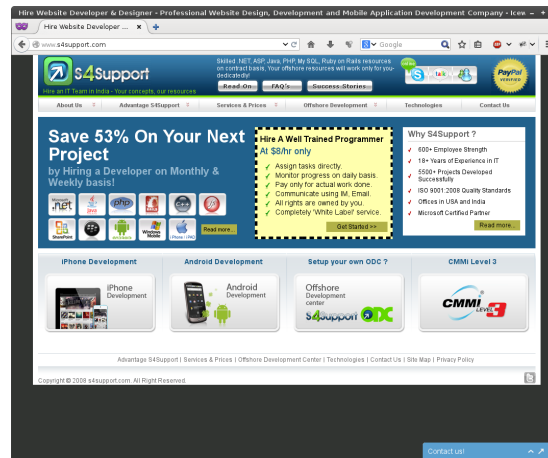 Hire Website Developer & Designer - Professional Website Design, Development and Mobile Application Development Company - Icew
Hire Website Developer ...
www.s4support.com
Google
S4Support
Hire an IT Team in India - Your concepts, our resources
Skilled .NET, ASP, Java, PHP, My SQL, Ruby on Rails resources
on contract basis, Your offshore resources will work only for you-
dedicatedly!
Read On
FAQ's
Success Stories
talk
PayPal
VERIFIED
About Us
Advantage S4Support
Services & Prices
Offshore Development
Technologies
Contact Us
Save 53% On Your Next
Project
by Hiring a Developer on Monthly &
Weekly basis!
.net
Java
php
SharePoint
Windows
Mobile
iPhone / iPAD
Read more...
Hire A Well Trained Programmer
At $8/hr only
Assign tasks directly.
Monitor progress on daily basis.
Pay only for actual work done.
Communicate using IM, Email.
All rights are owned by you.
Completely 'White Label' service.
Get Started >>
Why S4Support ?
600+ Employee Strength
18+ Years of Experience in IT
5500+ Projects Developed
Successfully
ISO 9001:2008 Quality Standards
Offices in USA and India
Microsoft Certified Partner
Read more...
iPhone Development
Android Development
Setup your own ODC ?
CMMi Level 3
iPhone
Development
Android
Development
Offshore
Development
center
S4Support ODC
CMMI
LEVEL 3
Advantage S4Support | Services & Prices | Offshore Development Center | Technologies | Contact Us | Site Map | Privacy Policy
Copyright © 2008 s4support.com. All Right Reserved.
Contact us!